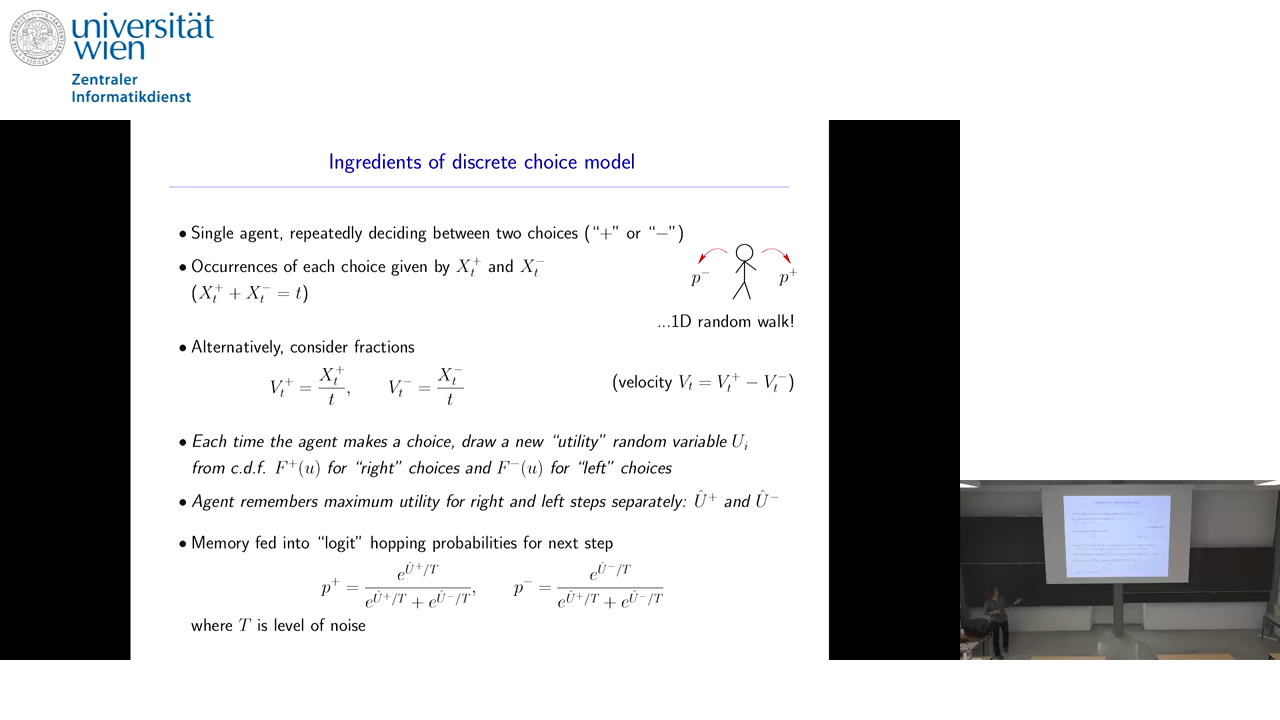 universität
wien
Zentraler
Informatikdienst
Ingredients of discrete choice model
• Single agent, repeatedly deciding between two choices (“+” or “−”)
• Occurrences of each choice given by X_t^+ and X_t^−
(X_t^+ + X_t^− = t)
p^− p^+
...1D random walk!
• Alternatively, consider fractions
V_t^+ = X_t^+ / t, V_t^− = X_t^− / t (velocity V_t = V_t^+ − V_t^−)
• Each time the agent makes a choice, draw a new “utility” random variable U_i
from c.d.f. F^+(u) for “right” choices and F^−(u) for “left” choices
• Agent remembers maximum utility for right and left steps separately: Û^+ and Û^−
• Memory fed into “logit” hopping probabilities for next step
p^+ = e^{Û^+/T} / (e^{Û^+/T} + e^{Û^−/T}), p^− = e^{Û^−/T} / (e^{Û^+/T} + e^{Û^−/T})
where T is level of noise